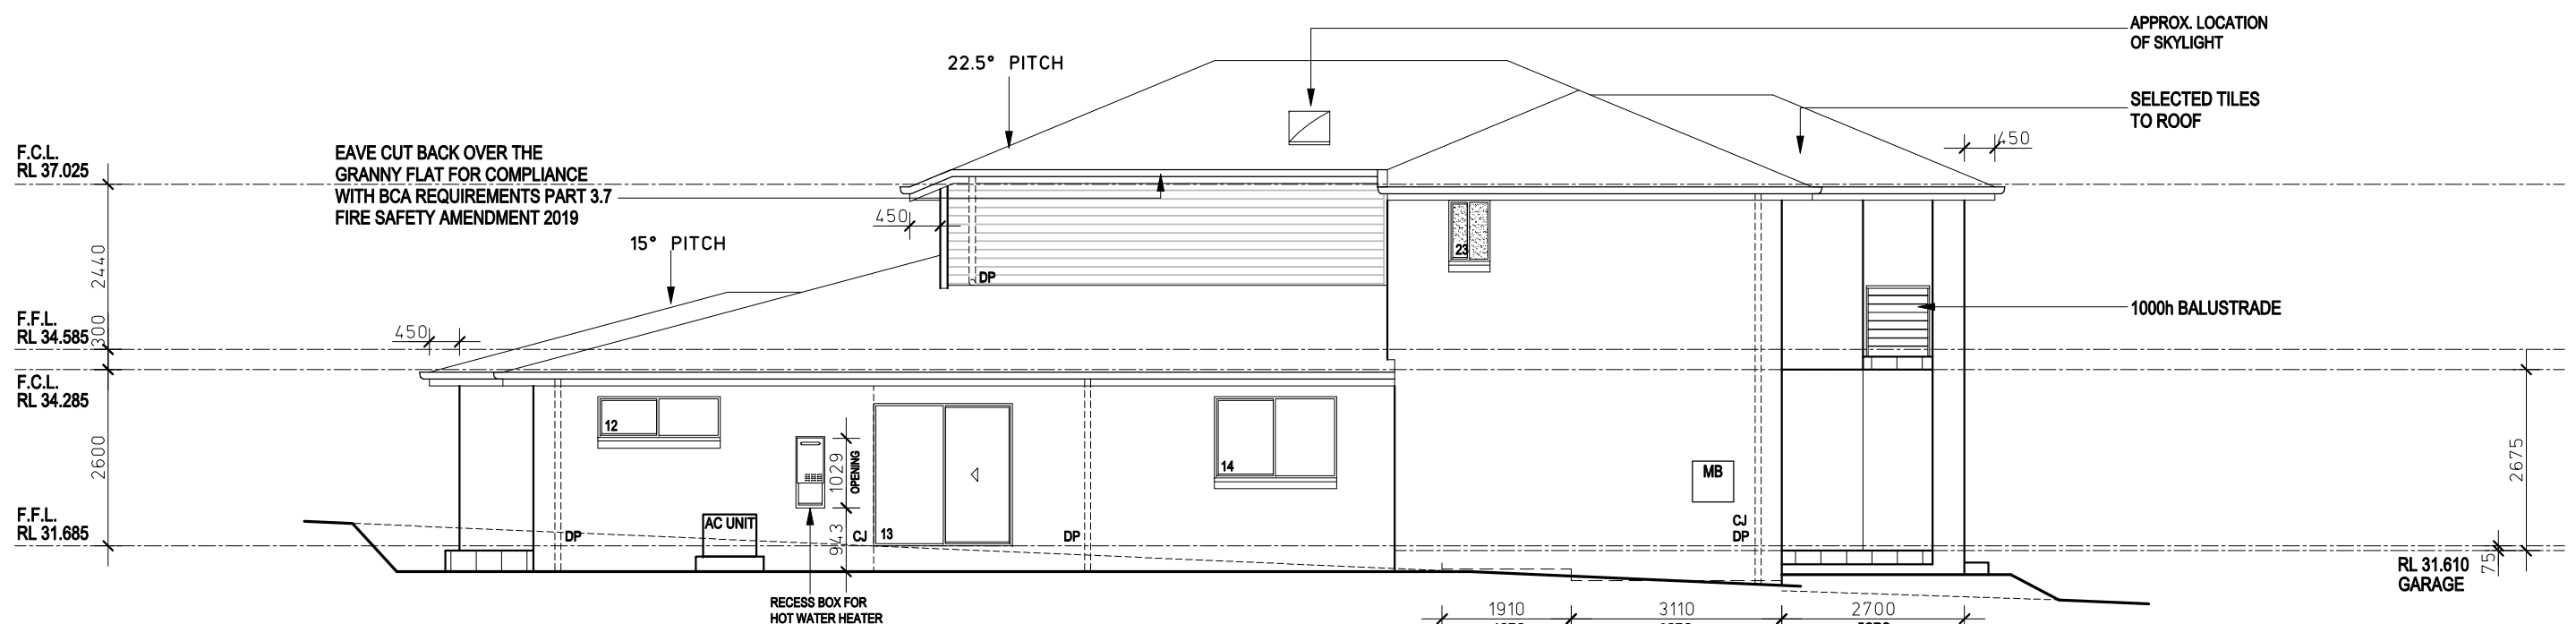 APPROX. LOCATION
OF SKYLIGHT
22.5° PITCH
SELECTED TILES
TO ROOF
450
F.C.L.
RL 37.025
EAVE CUT BACK OVER THE
GRANNY FLAT FOR COMPLIANCE
WITH BCA REQUIREMENTS PART 3.7
FIRE SAFETY AMENDMENT 2019
450
15° PITCH
23
DP
2440
1000h BALUSTRADE
F.F.L.
RL 34.585
300
450
F.C.L.
RL 34.285
12
14
2600
1029
OPENING
MB
2675
F.F.L.
RL 31.685
AC UNIT
DP
943
CJ
13
DP
CJ
DP
RL 31.610
GARAGE
75
RECESS BOX FOR
HOT WATER HEATER
1910
3110
2700